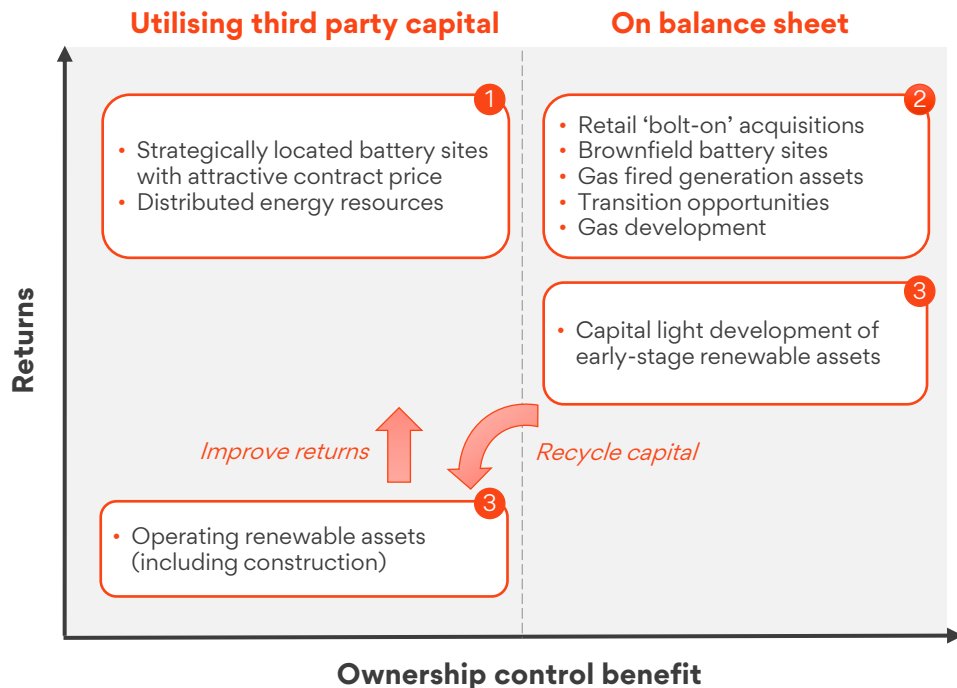 Utilising third party capital
On balance sheet
1
• Strategically located battery sites
with attractive contract price
• Distributed energy resources
2
• Retail ‘bolt-on’ acquisitions
• Brownfield battery sites
• Gas fired generation assets
• Transition opportunities
• Gas development
3
• Capital light development of
early-stage renewable assets
Returns
Improve returns
Recycle capital
3
• Operating renewable assets
(including construction)
Ownership control benefit